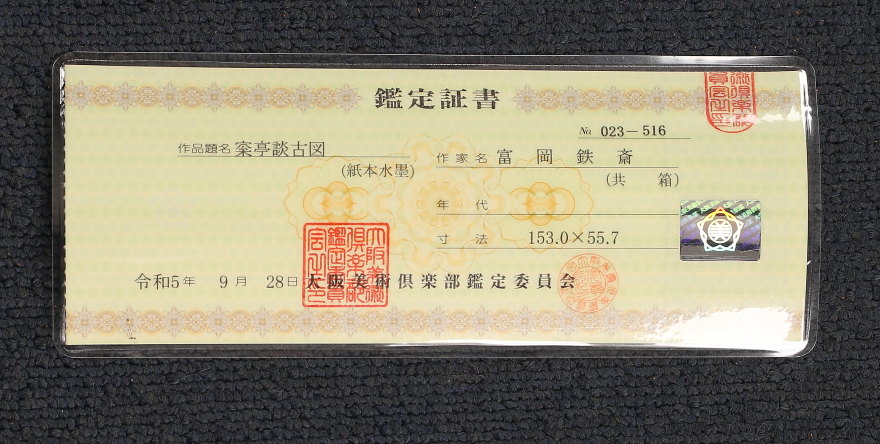 鑑定証書
№ 023−516
作品題名 楽亭談古図
(紙本水墨)
作家名 富岡鉄斎
(共箱)
年代
寸法 153.0×55.7
令和5年 9月 28日 大阪美術倶楽部鑑定委員会
美